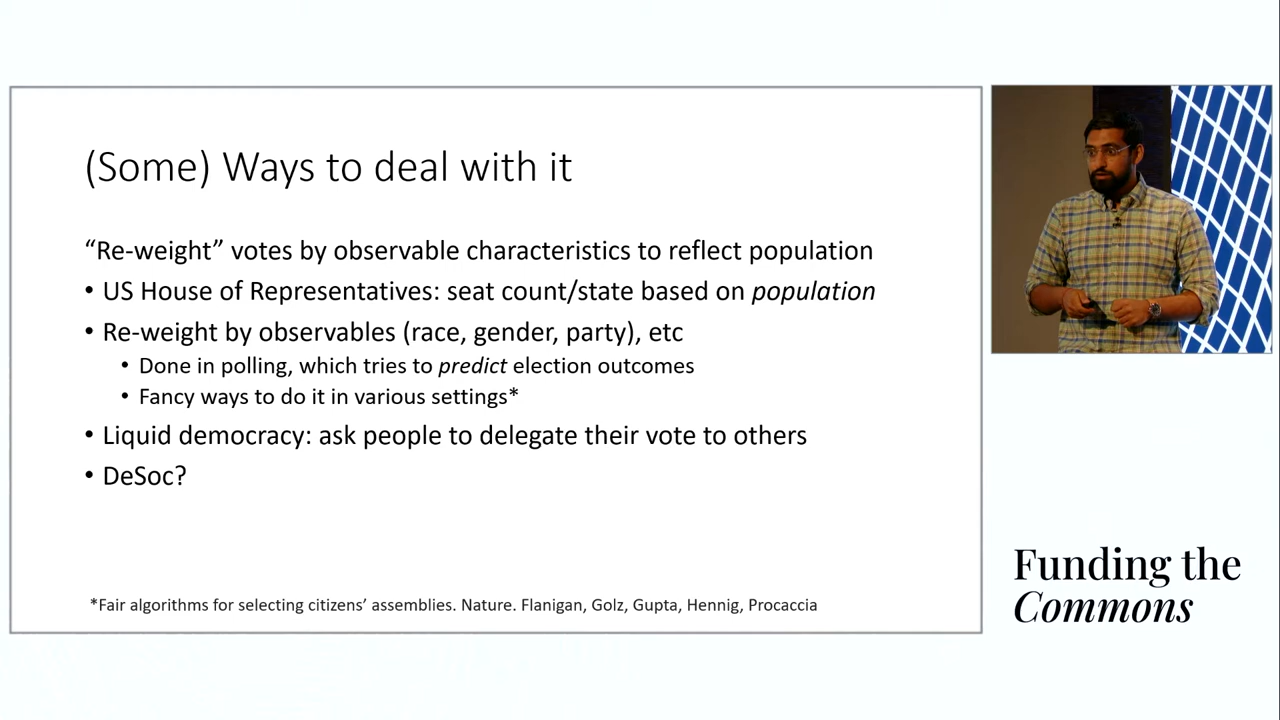 (Some) Ways to deal with it
“Re-weight” votes by observable characteristics to reflect population
• US House of Representatives: seat count/state based on population
• Re-weight by observables (race, gender, party), etc
• Done in polling, which tries to predict election outcomes
• Fancy ways to do it in various settings*
• Liquid democracy: ask people to delegate their vote to others
• DeSoc?
*Fair algorithms for selecting citizens’ assemblies. Nature. Flanigan, Golz, Gupta, Hennig, Procaccia
Funding the
Commons